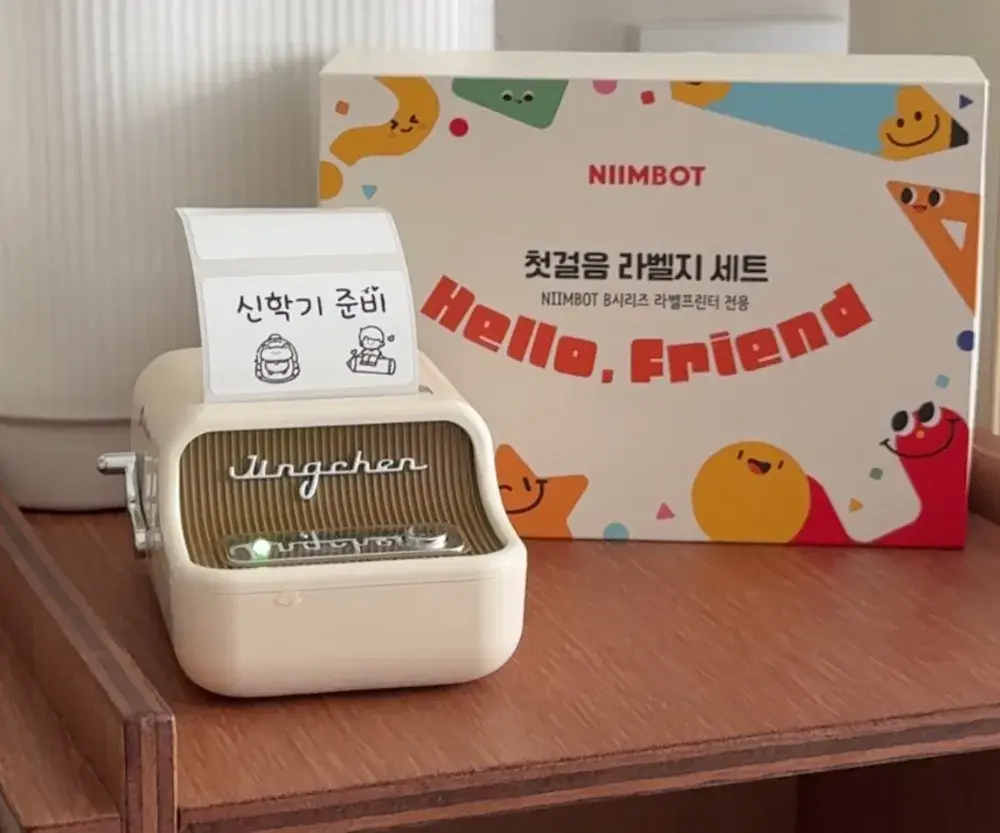 NIIMBOT
첫걸음 라벨지 세트
NIIMBOT B시리즈 라벨프린터 전용
Hello, Friend
신학기 준비
Jingchen